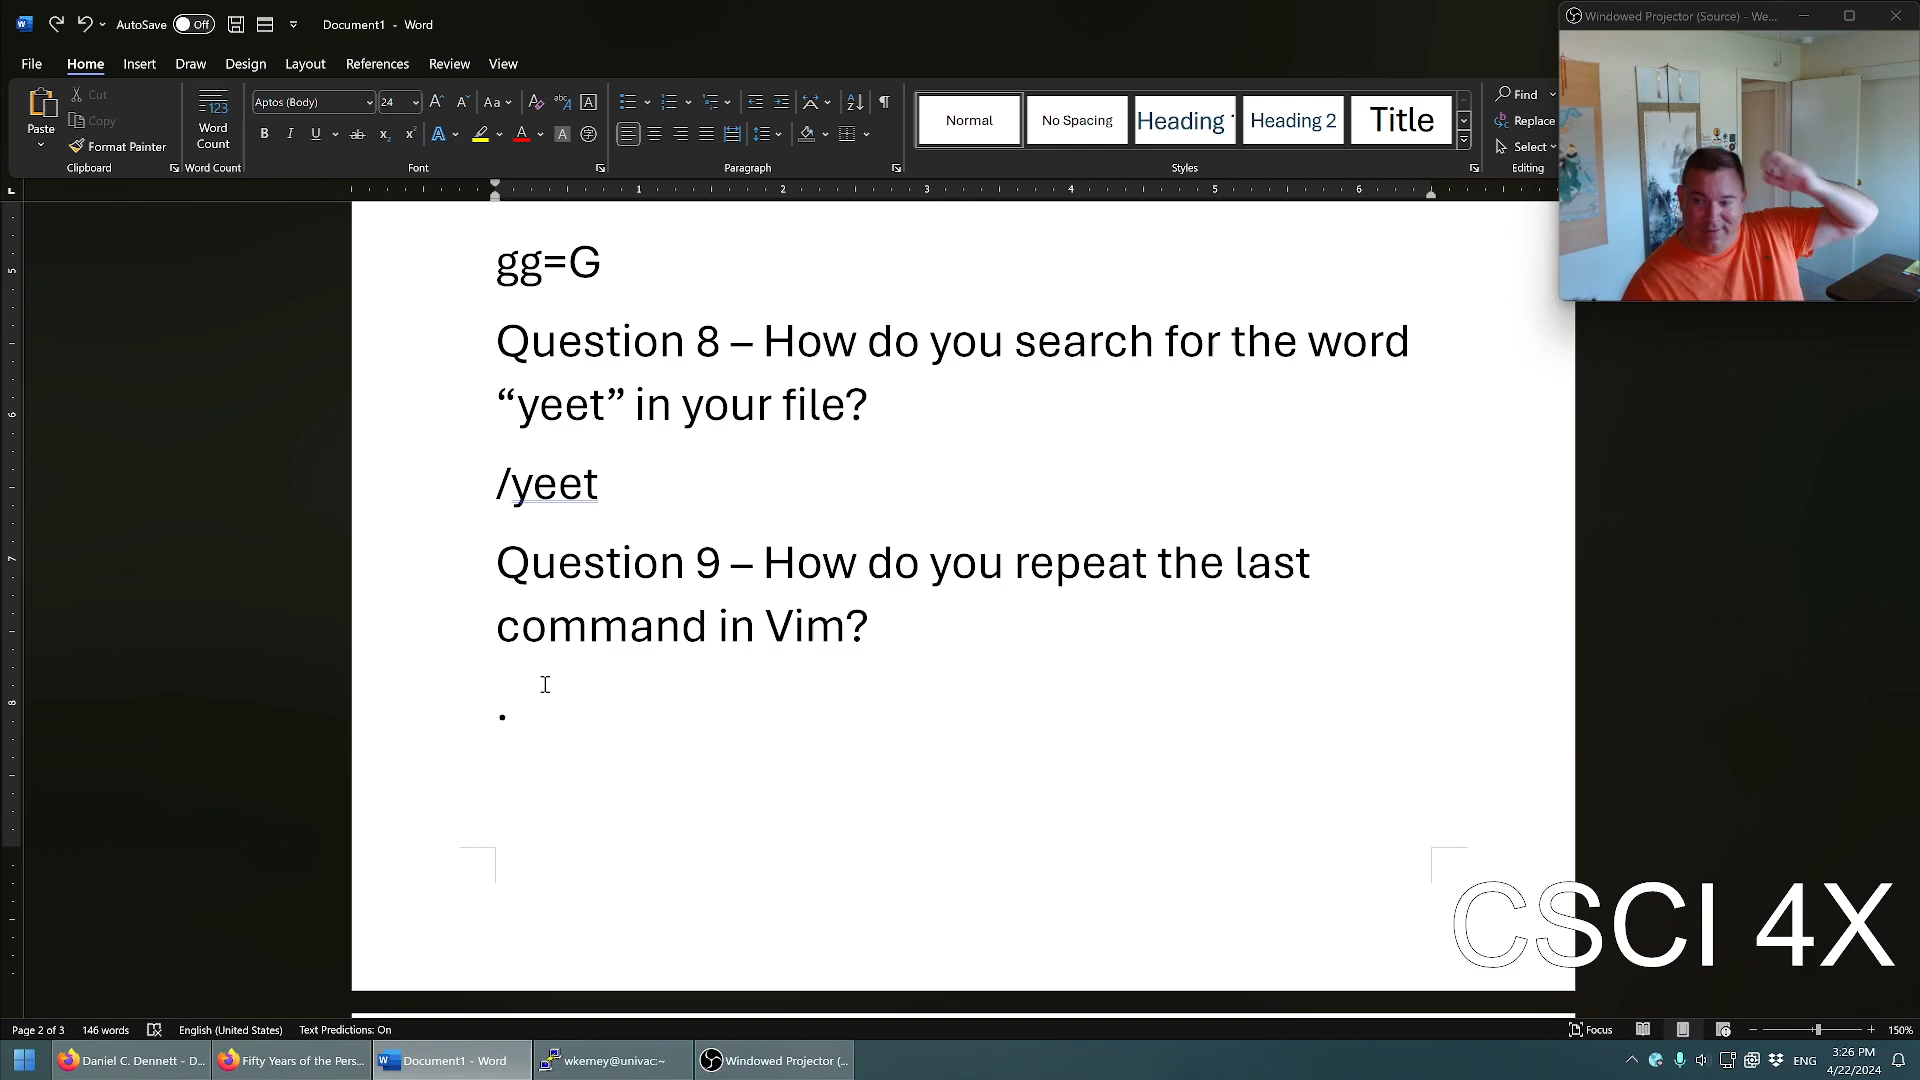 AutoSave Off Document1 - Word
Windowed Projector (Source) - We...
File Home Insert Draw Design Layout References Review View
Paste Cut Copy Format Painter
Clipboard
Word Count
Word Count
Aptos (Body) 24
Font
Paragraph
Normal No Spacing Heading Heading 2 Title
Styles
Find Replace Select
Editing
1 2 3 4 5 6
gg=G
Question 8 – How do you search for the word
“yeet” in your file?
/yeet
Question 9 – How do you repeat the last
command in Vim?
.
CSCI 4X
Page 2 of 3 146 words English (United States) Text Predictions: On Focus 150%
Daniel C. Dennett - D... Fifty Years of the Pers... Document1 - Word wkerney@univac:~ Windowed Projector (... ENG 3:26 PM
4/22/2024